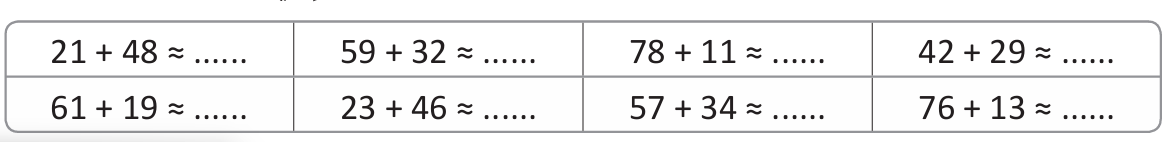 21 + 48 ≈ ...... 59 + 32 ≈ ...... 78 + 11 ≈ ...... 42 + 29 ≈ ......
61 + 19 ≈ ...... 23 + 46 ≈ ...... 57 + 34 ≈ ...... 76 + 13 ≈ ......